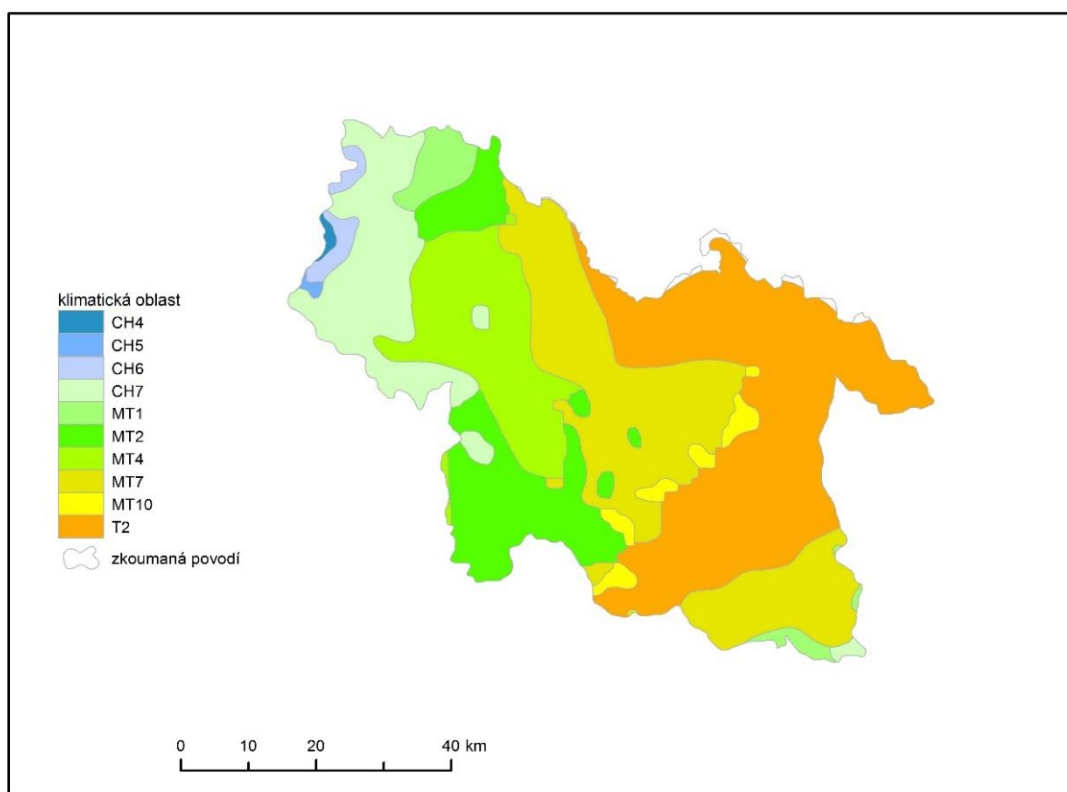 klimatická oblast
CH4
CH5
CH6
CH7
MT1
MT2
MT4
MT7
MT10
T2
zkoumaná povodí
0 10 20 40 km